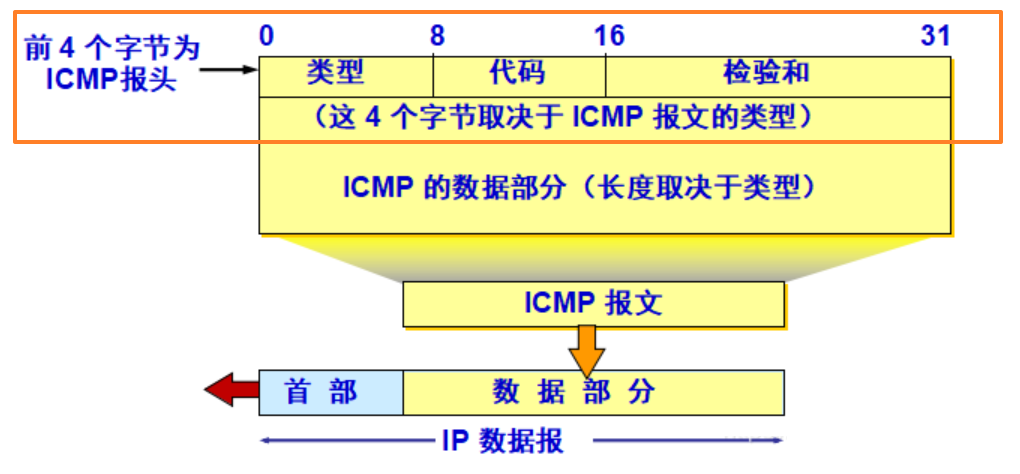 0 8 16 31
前 4 个字节为
ICMP报头
类型 代码 检验和
（这 4 个字节取决于 ICMP 报文的类型）
ICMP 的数据部分（长度取决于类型）
ICMP 报文
首 部 数 据 部 分
IP 数据报